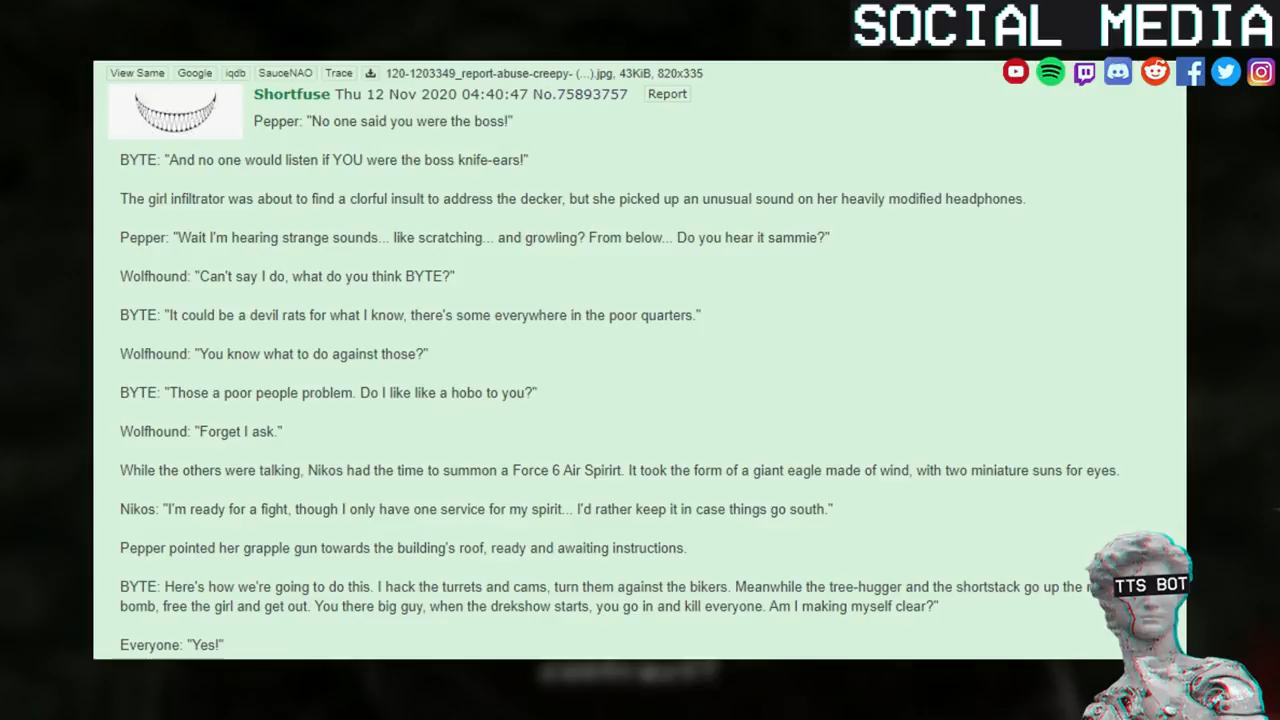 SOCIAL MEDIA
View Same Google iqdb SauceNAO Trace 120-1203349_report-abuse-creepy- (...).jpg, 43KiB, 820x335
Shortfuse Thu 12 Nov 2020 04:40:47 No.75893757 Report
Pepper: "No one said you were the boss!"
BYTE: "And no one would listen if YOU were the boss knife-ears!"
The girl infiltrator was about to find a clorful insult to address the decker, but she picked up an unusual sound on her heavily modified headphones.
Pepper: "Wait I'm hearing strange sounds... like scratching... and growling? From below... Do you hear it sammie?"
Wolfhound: "Can't say I do, what do you think BYTE?"
BYTE: "It could be a devil rats for what I know, there's some everywhere in the poor quarters."
Wolfhound: "You know what to do against those?"
BYTE: "Those a poor people problem. Do I like like a hobo to you?"
Wolfhound: "Forget I ask."
While the others were talking, Nikos had the time to summon a Force 6 Air Spirirt. It took the form of a giant eagle made of wind, with two miniature suns for eyes.
Nikos: "I'm ready for a fight, though I only have one service for my spirit... I'd rather keep it in case things go south."
Pepper pointed her grapple gun towards the building's roof, ready and awaiting instructions.
BYTE: Here's how we're going to do this. I hack the turrets and cams, turn them against the bikers. Meanwhile the tree-hugger and the shortstack go up the
bomb, free the girl and get out. You there big guy, when the drekshow starts, you go in and kill everyone. Am I making myself clear?"
Everyone: "Yes!"
TTS BOT